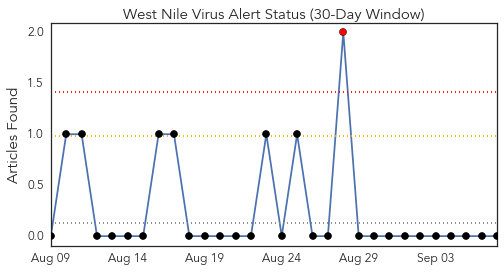 West Nile Virus Alert Status (30-Day Window)
Articles Found
2.0
1.5
1.0
0.5
0.0
Aug 09 Aug 14 Aug 19 Aug 24 Aug 29 Sep 03